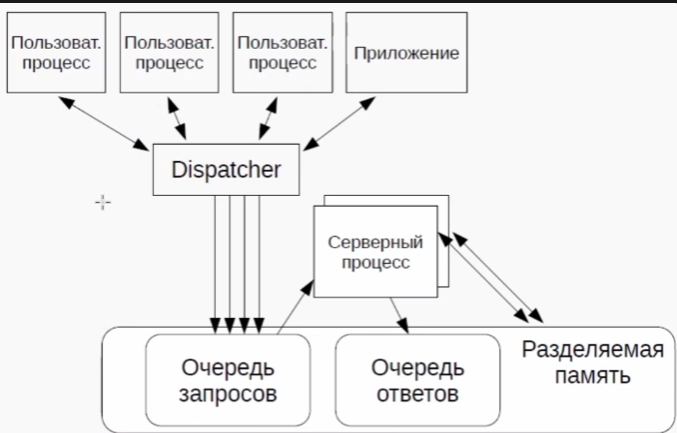 Пользоват.
процесс
Пользоват.
процесс
Пользоват.
процесс
Приложение
Dispatcher
Серверный
процесс
Очередь
запросов
Очередь
ответов
Разделяемая
память